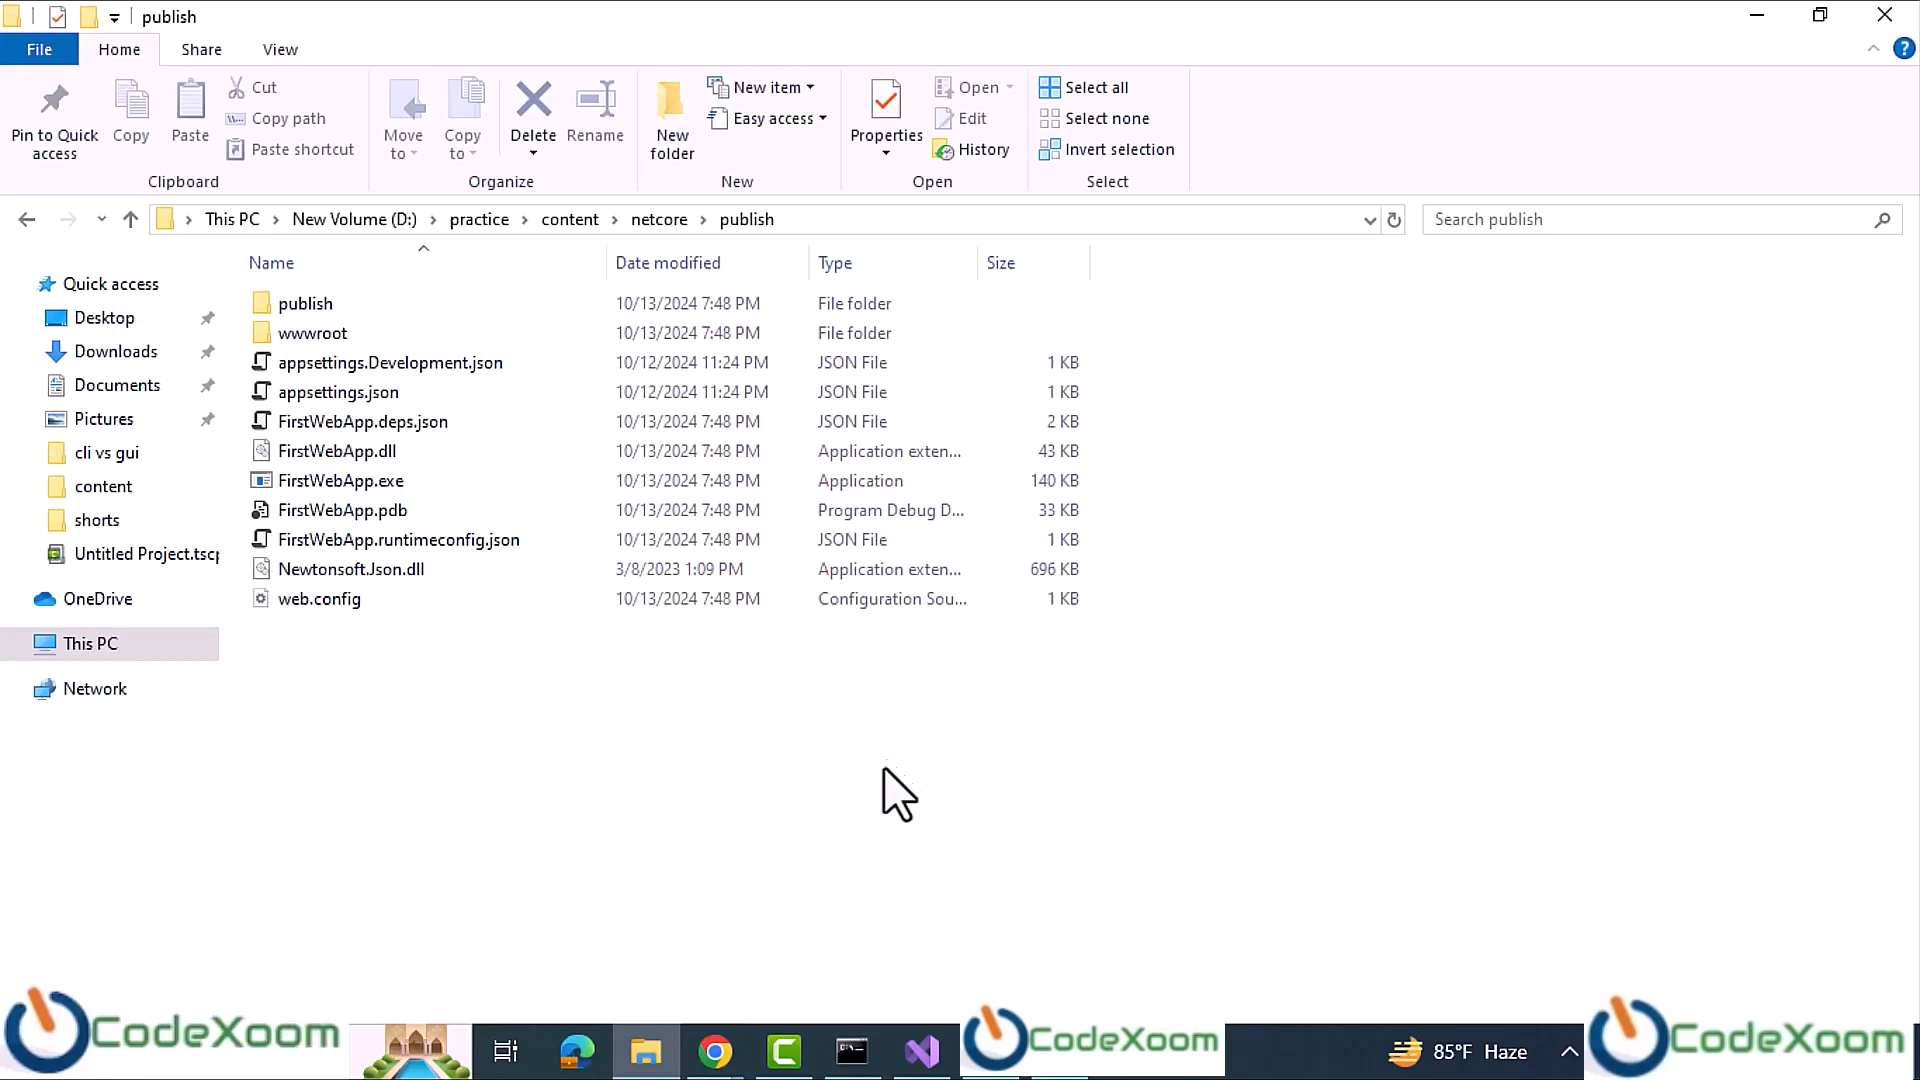 publish
File Home Share View
Pin to Quick access
Copy
Paste
Cut
Copy path
Paste shortcut
Clipboard
Move to
Copy to
Delete
Rename
Organize
New folder
New item
Easy access
New
Properties
Open
Edit
History
Open
Select all
Select none
Invert selection
Select
This PC > New Volume (D:) > practice > content > netcore > publish
Search publish
Name Date modified Type Size
publish 10/13/2024 7:48 PM File folder
wwwroot 10/13/2024 7:48 PM File folder
appsettings.Development.json 10/12/2024 11:24 PM JSON File 1 KB
appsettings.json 10/12/2024 11:24 PM JSON File 1 KB
FirstWebApp.deps.json 10/13/2024 7:48 PM JSON File 2 KB
FirstWebApp.dll 10/13/2024 7:48 PM Application exten... 43 KB
FirstWebApp.exe 10/13/2024 7:48 PM Application 140 KB
FirstWebApp.pdb 10/13/2024 7:48 PM Program Debug D... 33 KB
FirstWebApp.runtimeconfig.json 10/13/2024 7:48 PM JSON File 1 KB
Newtonsoft.Json.dll 3/8/2023 1:09 PM Application exten... 696 KB
web.config 10/13/2024 7:48 PM Configuration Sou... 1 KB
Quick access
Desktop
Downloads
Documents
Pictures
cli vs gui
content
shorts
Untitled Project.tscp
OneDrive
This PC
Network
CodeXoom
CodeXoom
85°F Haze
CodeXoom